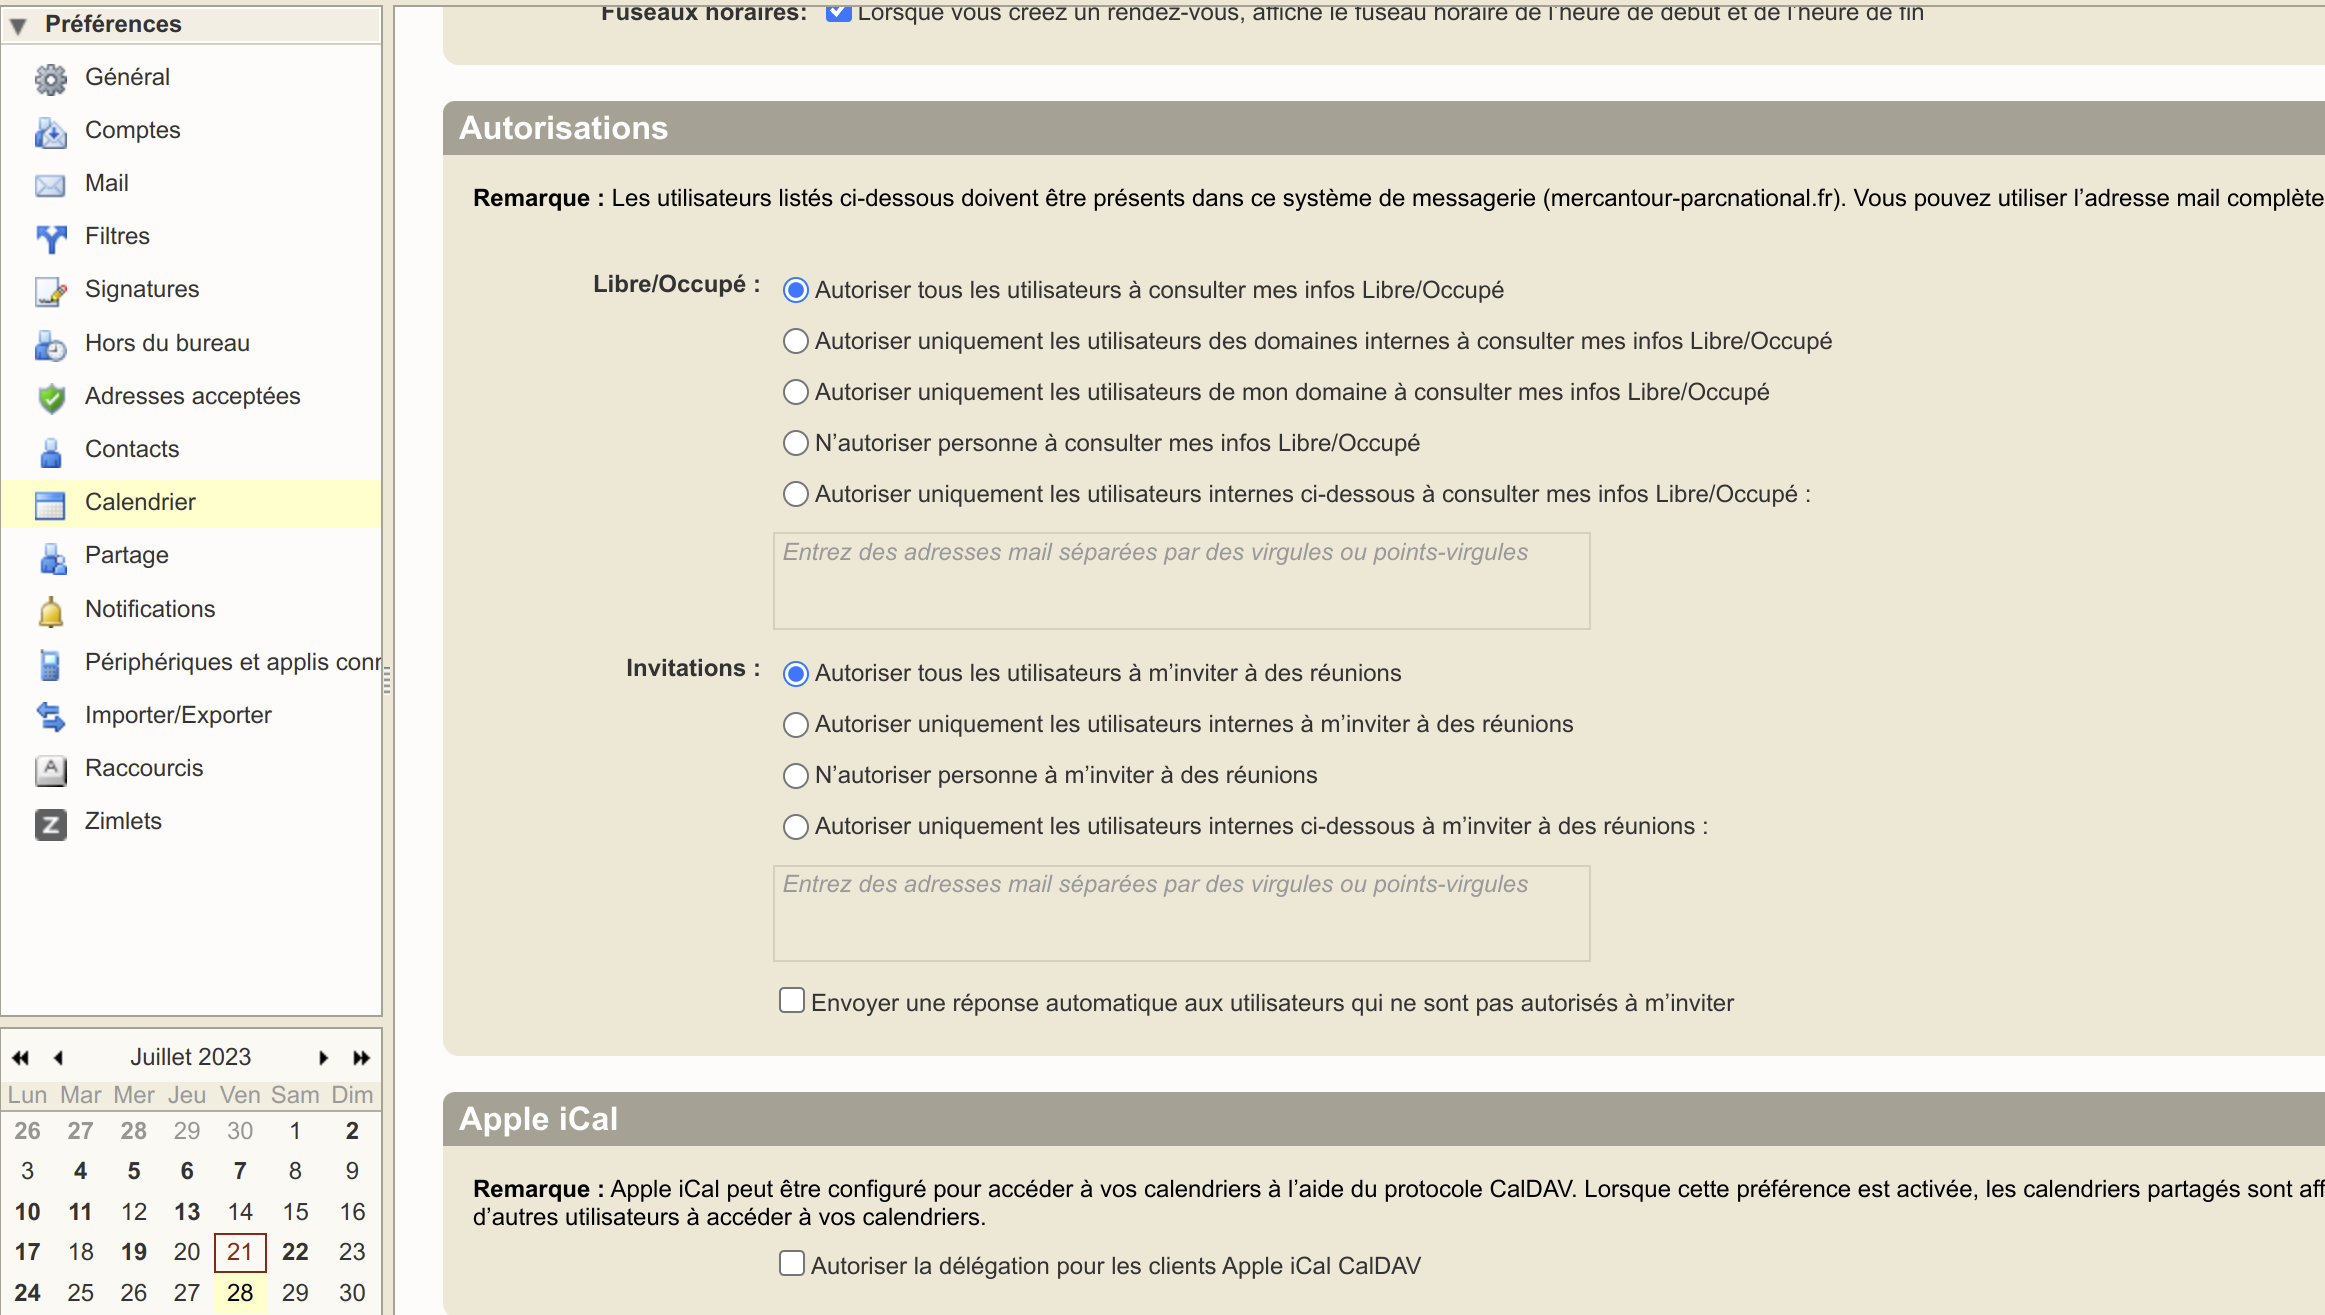 Préférences
Général
Comptes
Mail
Filtres
Signatures
Hors du bureau
Adresses acceptées
Contacts
Calendrier
Partage
Notifications
Périphériques et applis conn
Importer/Exporter
Raccourcis
Zimlets
Juillet 2023
Lun Mar Mer Jeu Ven Sam Dim
26 27 28 29 30 1 2
3 4 5 6 7 8 9
10 11 12 13 14 15 16
17 18 19 20 21 22 23
24 25 26 27 28 29 30
Fuseaux horaires: Lorsque vous créez un rendez-vous, affiche le fuseau horaire de l'heure de début et de l'heure de fin
Autorisations
Remarque : Les utilisateurs listés ci-dessous doivent être présents dans ce système de messagerie (mercantour-parcnational.fr). Vous pouvez utiliser l’adresse mail complète
Libre/Occupé : Autoriser tous les utilisateurs à consulter mes infos Libre/Occupé
Autoriser uniquement les utilisateurs des domaines internes à consulter mes infos Libre/Occupé
Autoriser uniquement les utilisateurs de mon domaine à consulter mes infos Libre/Occupé
N’autoriser personne à consulter mes infos Libre/Occupé
Autoriser uniquement les utilisateurs internes ci-dessous à consulter mes infos Libre/Occupé :
Entrez des adresses mail séparées par des virgules ou points-virgules
Invitations : Autoriser tous les utilisateurs à m’inviter à des réunions
Autoriser uniquement les utilisateurs internes à m’inviter à des réunions
N’autoriser personne à m’inviter à des réunions
Autoriser uniquement les utilisateurs internes ci-dessous à m’inviter à des réunions :
Entrez des adresses mail séparées par des virgules ou points-virgules
Envoyer une réponse automatique aux utilisateurs qui ne sont pas autorisés à m’inviter
Apple iCal
Remarque : Apple iCal peut être configuré pour accéder à vos calendriers à l’aide du protocole CalDAV. Lorsque cette préférence est activée, les calendriers partagés sont aff
d’autres utilisateurs à accéder à vos calendriers.
Autoriser la délégation pour les clients Apple iCal CalDAV